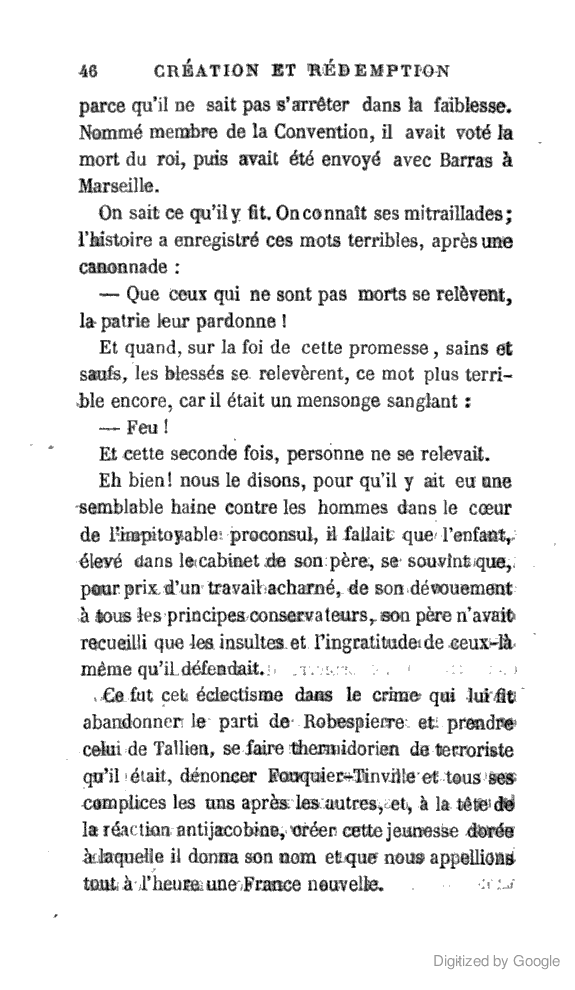 46 CRÉATION ET RÉDEMPTION
parce qu'il ne sait pas s'arrêter dans la faiblesse.
Nommé membre de la Convention, il avait voté la
mort du roi, puis avait été envoyé avec Barras à
Marseille.
On sait ce qu'il y fit. On connaît ses mitraillades;
l'histoire a enregistré ces mots terribles, après une
canonnade :
— Que ceux qui ne sont pas morts se relèvent,
la patrie leur pardonne !
Et quand, sur la foi de cette promesse, sains et
saufs, les blessés se relevèrent, ce mot plus terri-
ble encore, car il était un mensonge sanglant :
— Feu !
Et cette seconde fois, personne ne se relevait.
Eh bien! nous le disons, pour qu'il y ait eu une
semblable haine contre les hommes dans le cœur
de l'impitoyable proconsul, il fallait que l'enfant,
élevé dans le cabinet de son père, se souvînt que,
pour prix d'un travail acharné, de son dévouement
à tous les principes conservateurs, son père n'avait
recueilli que les insultes et l'ingratitude de ceux-là
même qu'il défendait.
Ce fut cet éclectisme dans le crime qui lui fit
abandonner le parti de Robespierre et prendre
celui de Tallien, se faire thermidorien de terroriste
qu'il était, dénoncer Fouquier-Tinville et tous ses
complices les uns après les autres, et, à la tête de
la réaction antijacobine, créer cette jeunesse dorée
à laquelle il donna son nom et que nous appellions
tout à l'heure une France nouvelle.
Digitized by Google